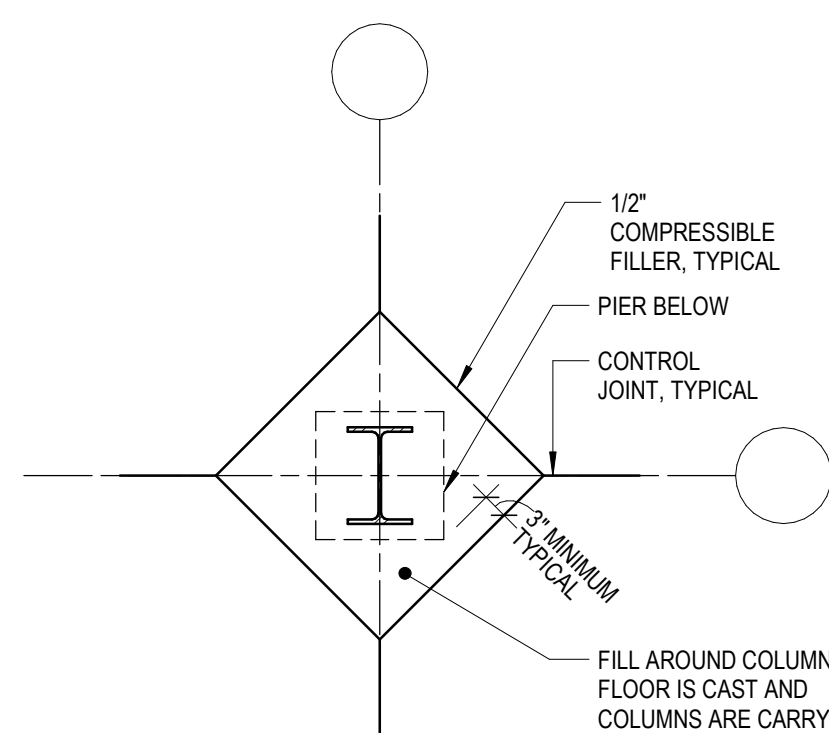 1/2"
COMPRESSIBLE
FILLER, TYPICAL
PIER BELOW
CONTROL
JOINT, TYPICAL
3" MINIMUM
TYPICAL
FILL AROUND COLUMN
FLOOR IS CAST AND
COLUMNS ARE CARRY